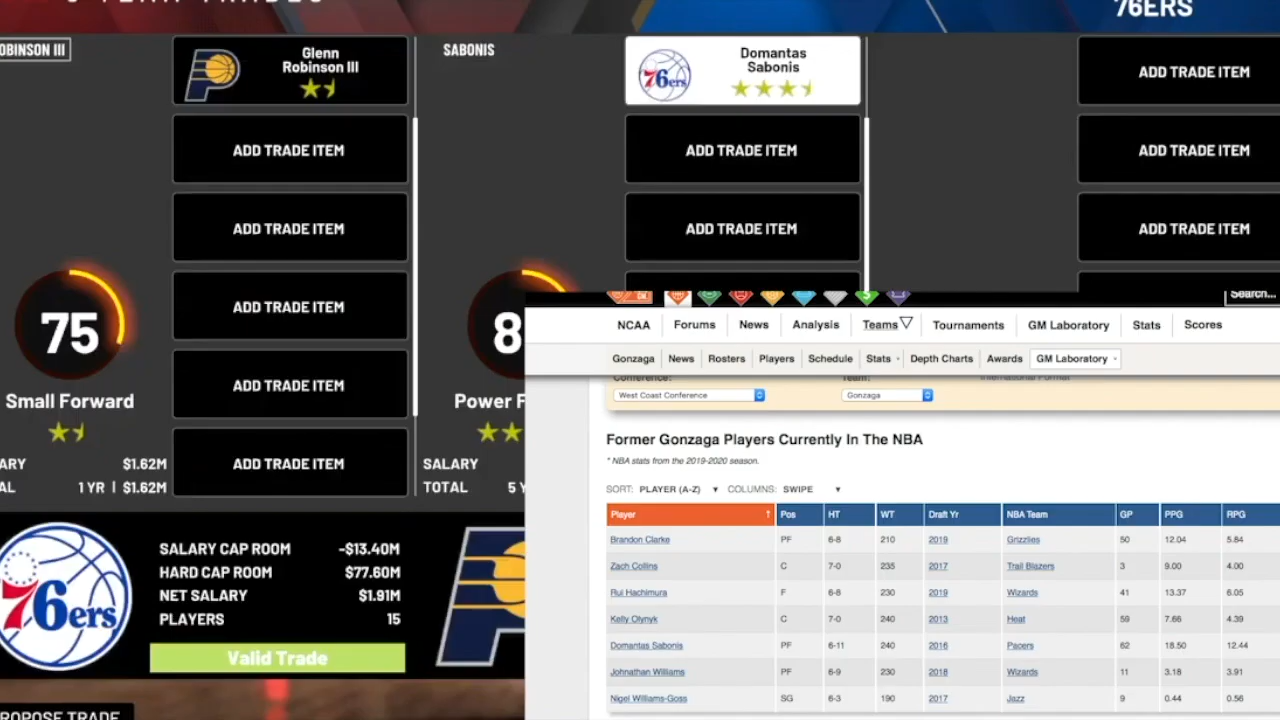 76ERS
OBINSON III
Glenn
Robinson III
SABONIS
76ers
Domantas
Sabonis
ADD TRADE ITEM
ADD TRADE ITEM
ADD TRADE ITEM
ADD TRADE ITEM
ADD TRADE ITEM
ADD TRADE ITEM
ADD TRADE ITEM
ADD TRADE ITEM
ADD TRADE ITEM
ADD TRADE ITEM
75
8
Small Forward
Power F
ARY $1.62M
AL 1 YR | $1.62M
SALARY
TOTAL 5 Y
76ers
SALARY CAP ROOM -$13.40M
HARD CAP ROOM $77.60M
NET SALARY $1.91M
PLAYERS 15
Valid Trade
ROPOSE TRADE
Search...
NCAA Forums News Analysis Teams Tournaments GM Laboratory Stats Scores
Gonzaga News Rosters Players Schedule Stats Depth Charts Awards GM Laboratory
Conference: Team: International Format
West Coast Conference Gonzaga
Former Gonzaga Players Currently In The NBA
* NBA stats from the 2019-2020 season.
SORT: PLAYER (A-Z) ▼ COLUMNS: SWIPE ▼
Player ↑ Pos HT WT Draft Yr NBA Team GP PPG RPG
Brandon Clarke PF 6-8 210 2019 Grizzlies 50 12.04 5.84
Zach Collins C 7-0 235 2017 Trail Blazers 3 9.00 4.00
Rui Hachimura F 6-8 230 2019 Wizards 41 13.37 6.05
Kelly Olynyk C 7-0 240 2013 Heat 59 7.66 4.39
Domantas Sabonis PF 6-11 240 2016 Pacers 62 18.50 12.44
Johnathan Williams PF 6-9 230 2018 Wizards 11 3.18 3.91
Nigel Williams-Goss SG 6-3 190 2017 Jazz 9 0.44 0.56